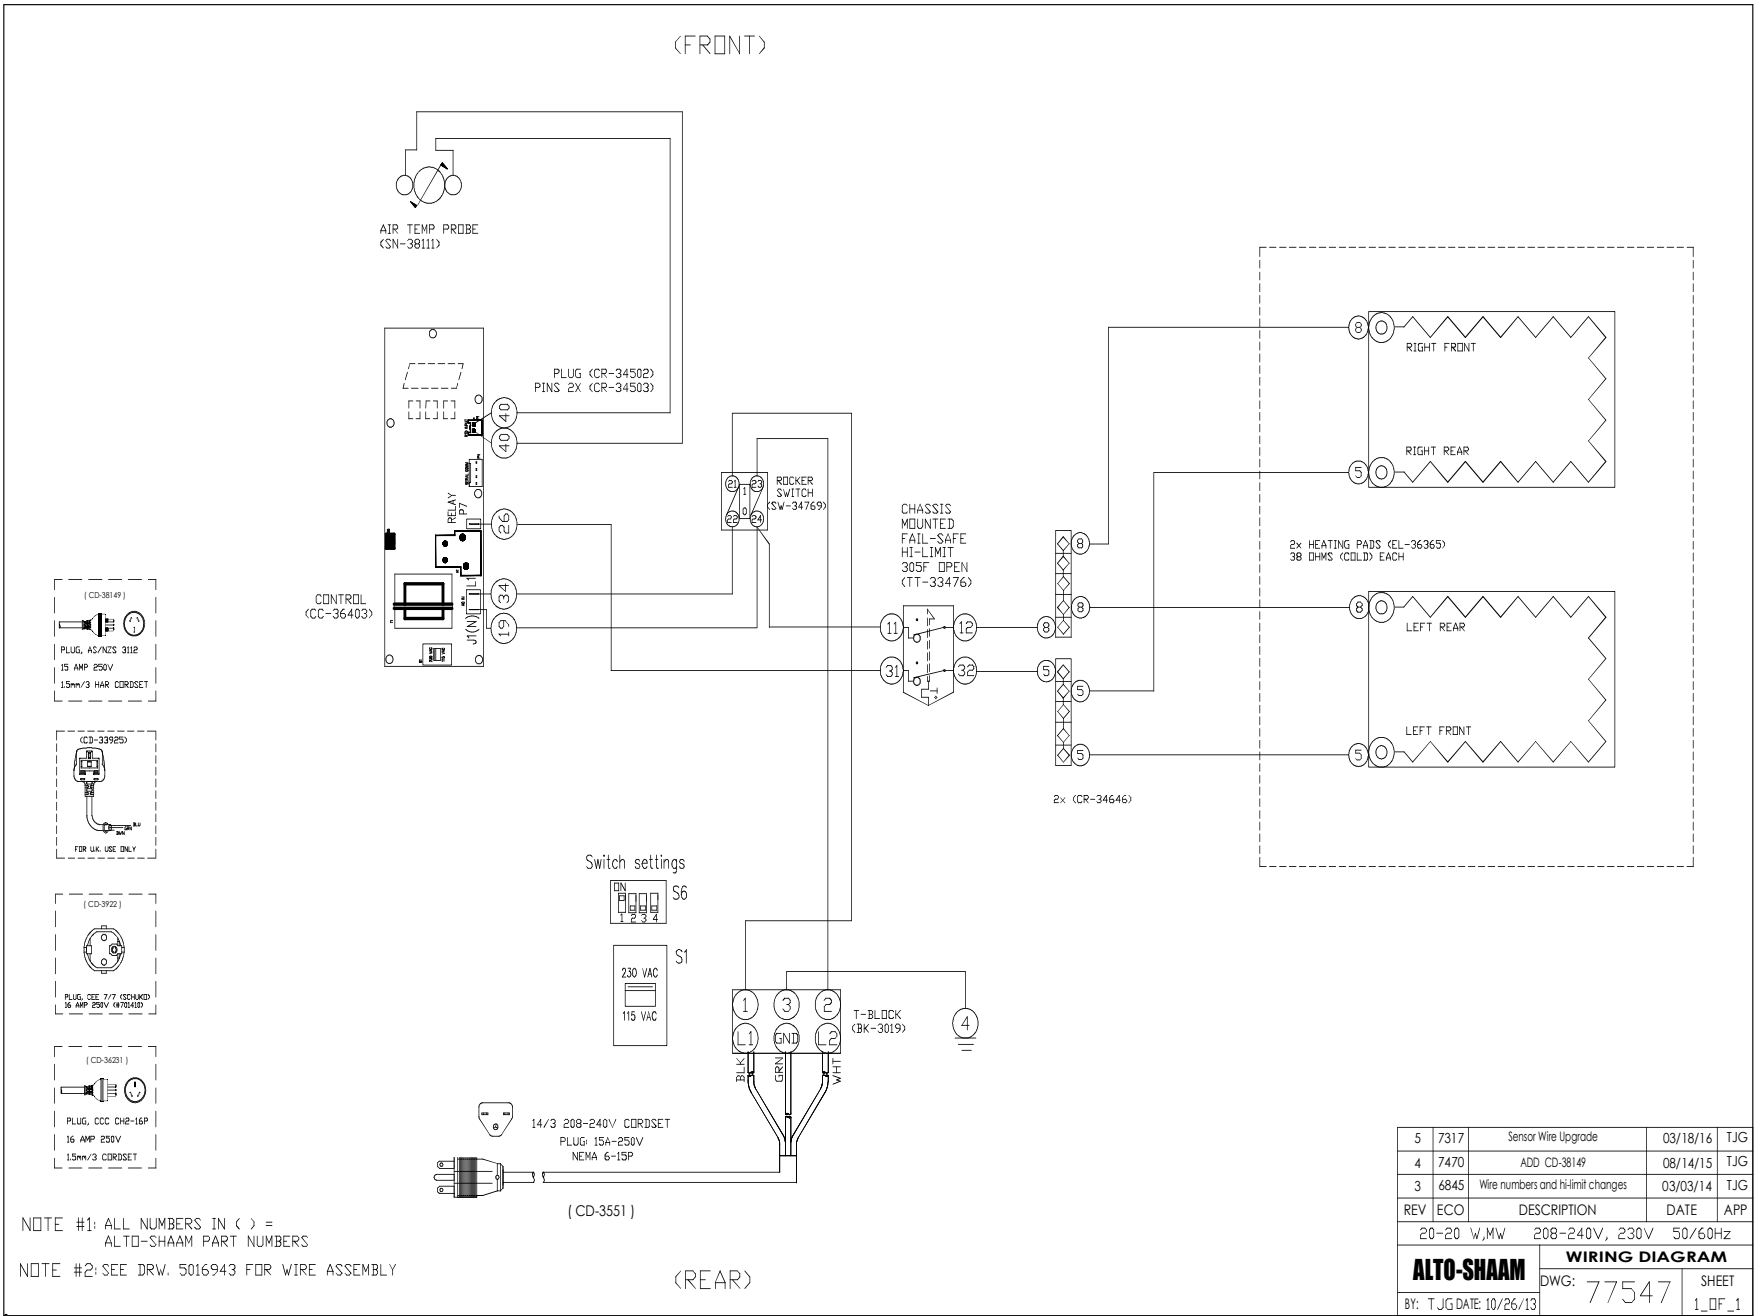 (FRONT)
AIR TEMP PROBE
(SN-38111)
PLUG (CR-34502)
PINS 2X (CR-34503)
40
40
RELAY
P7
26
L1
34
J1(N)
19
CONTROL
(CC-36403)
21
23
1
0
22
24
ROCKER
SWITCH
(SW-34769)
CHASSIS
MOUNTED
FAIL-SAFE
HI-LIMIT
305F OPEN
(TT-33476)
11
12
31
32
T°
8
8
8
5
5
5
2x (CR-34646)
8
RIGHT FRONT
RIGHT REAR
5
2x HEATING PADS (EL-36365)
38 OHMS (COLD) EACH
8
LEFT REAR
LEFT FRONT
5
( CD-38149 )
PLUG, AS/NZS 3112
15 AMP 250V
1.5mm/3 HAR CORDSET
(CD-33925)
BLU
GRN
BWN
FOR U.K. USE ONLY
( CD-3922 )
PLUG, CEE 7/7 (SCHUKO)
16 AMP 250V (#701410)
( CD-36231 )
PLUG, CCC CH2-16P
16 AMP 250V
1.5mm/3 CORDSET
Switch settings
ON
1 2 3 4
S6
230 VAC
115 VAC
S1
1
3
2
L1
GND
L2
T-BLOCK
(BK-3019)
4
BLK
GRN
WHT
14/3 208-240V CORDSET
PLUG: 15A-250V
NEMA 6-15P
( CD-3551 )
NOTE #1: ALL NUMBERS IN ( ) =
ALTO-SHAAM PART NUMBERS
NOTE #2: SEE DRW. 5016943 FOR WIRE ASSEMBLY
(REAR)
5 7317 Sensor Wire Upgrade 03/18/16 TJG
4 7470 ADD CD-38149 08/14/15 TJG
3 6845 Wire numbers and hi-limit changes 03/03/14 TJG
REV ECO DESCRIPTION DATE APP
20-20 W,MW 208-240V, 230V 50/60Hz
ALTO-SHAAM
WIRING DIAGRAM
DWG: 77547
SHEET
1_OF_1
BY: TJG DATE: 10/26/13